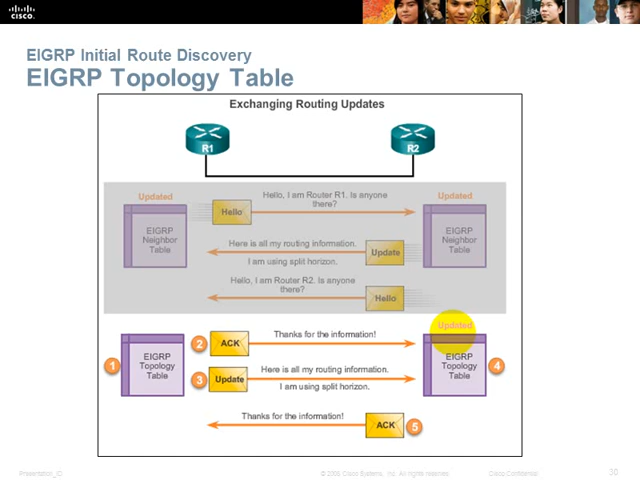 CISCO
EIGRP Initial Route Discovery
EIGRP Topology Table
Exchanging Routing Updates
R1
R2
Updated
Hello
Hello, I am Router R1. Is anyone
there?
Updated
EIGRP
Neighbor
Table
Here is all my routing information.
I am using split horizon.
Update
EIGRP
Neighbor
Table
Hello, I am Router R2. Is anyone
there?
Hello
Updated
1
EIGRP
Topology
Table
2
ACK
Thanks for the information!
3
Update
Here is all my routing information.
I am using split horizon.
EIGRP
Topology
Table
4
Thanks for the information!
ACK
5
Presentation_ID
© 2008 Cisco Systems, Inc. All rights reserved.
Cisco Confidential